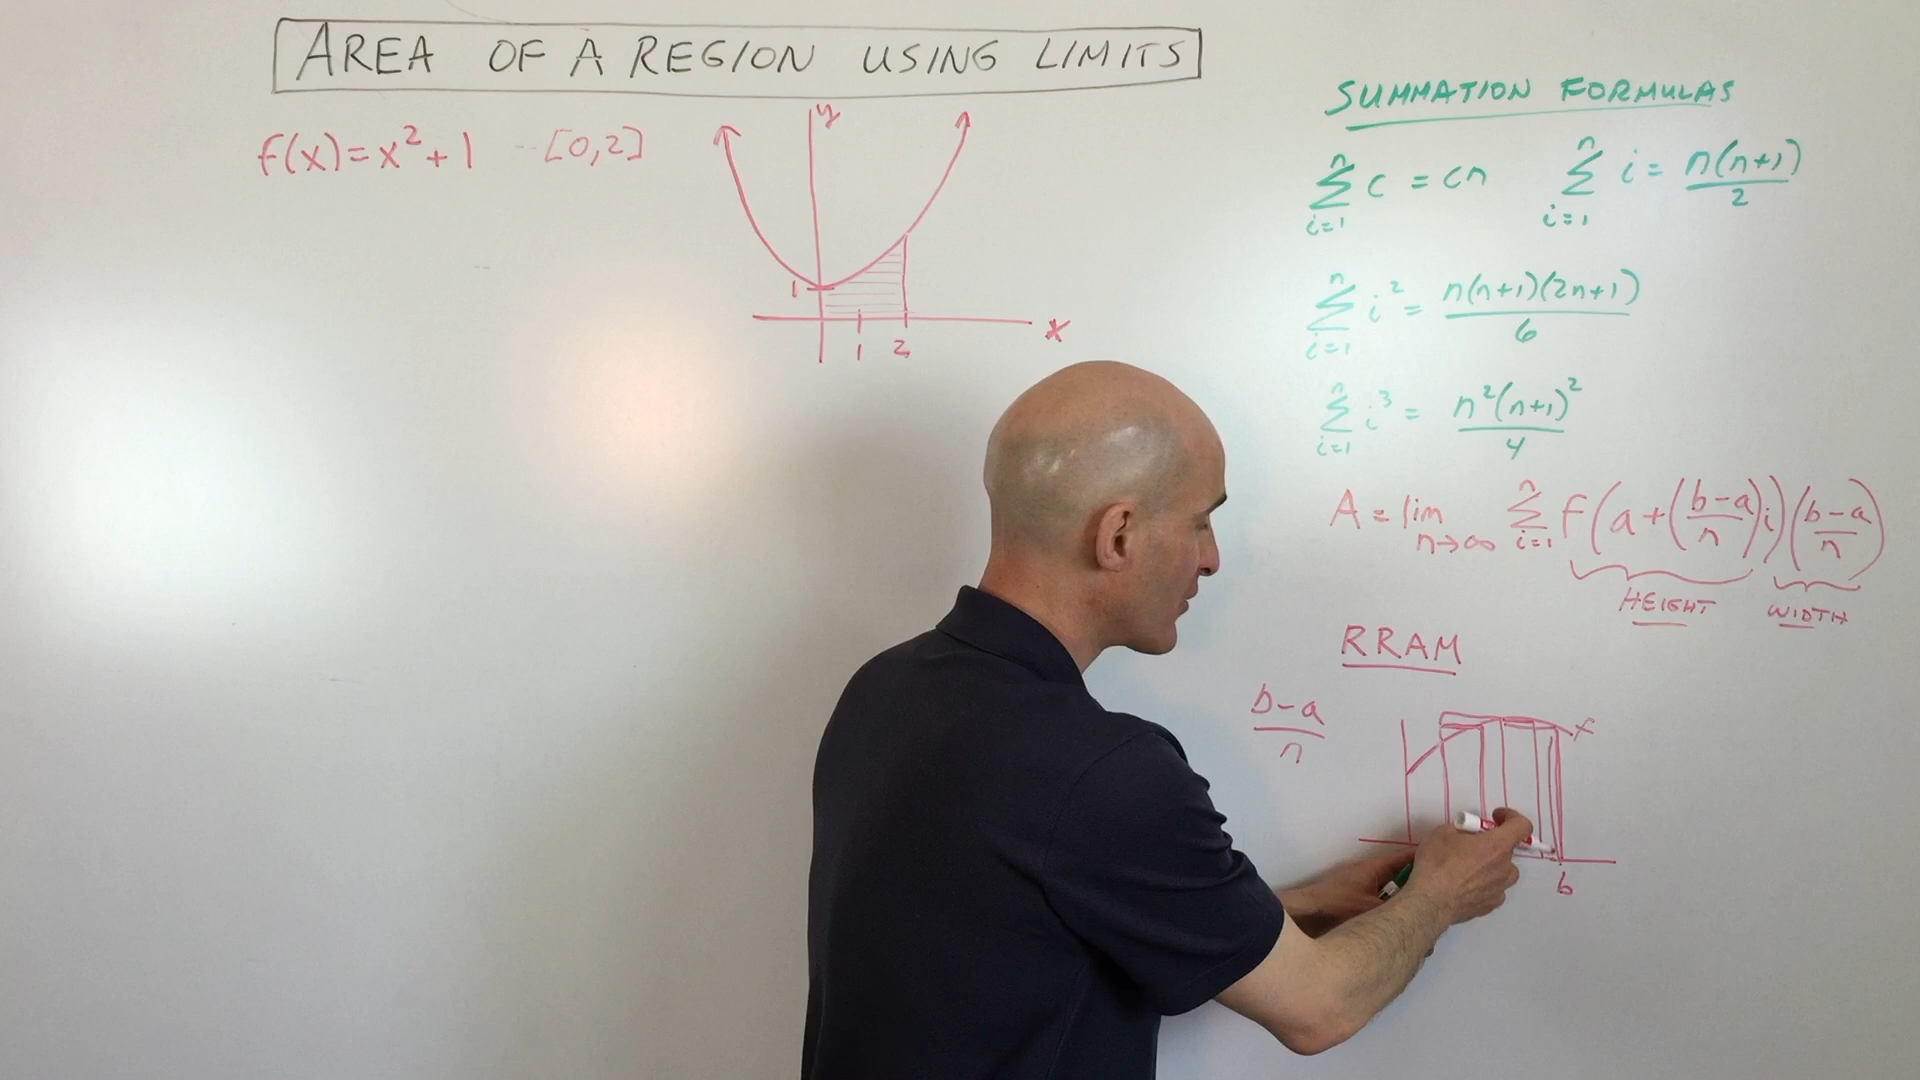 AREA OF A REGION USING LIMITS
f(x)=x²+1 [0,2]
y
1
1 2
x
SUMMATION FORMULAS
n∑i=1 c = cn n∑i=1 i = n(n+1)/2
n∑i=1 i² = n(n+1)(2n+1)/6
n∑i=1 i³ = n²(n+1)²/4
A = lim n→∞ n∑i=1 f(a+((b-a)/n)i)((b-a)/n)
HEIGHT WIDTH
RRAM
(b-a)/n
f
b